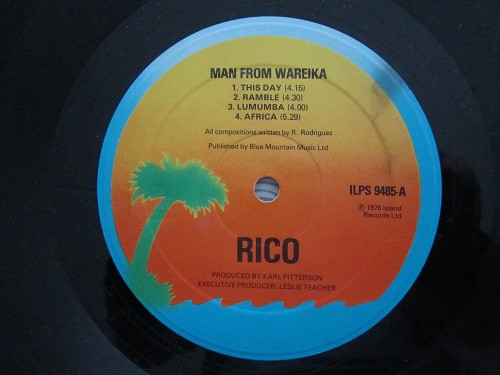 MAN FROM WAREIKA
1. THIS DAY (4.15)
2. RAMBLE (4.30)
3. LUMUMBA (4.00)
4. AFRICA (5.29)
All compositions written by R. Rodriguez
Published by Blue Mountain Music Ltd
ILPS 9485-A
℗ 1976 Island
Records Ltd
RICO
PRODUCED BY KARL PITTERSON
EXECUTIVE PRODUCER: LESLIE TEACHER